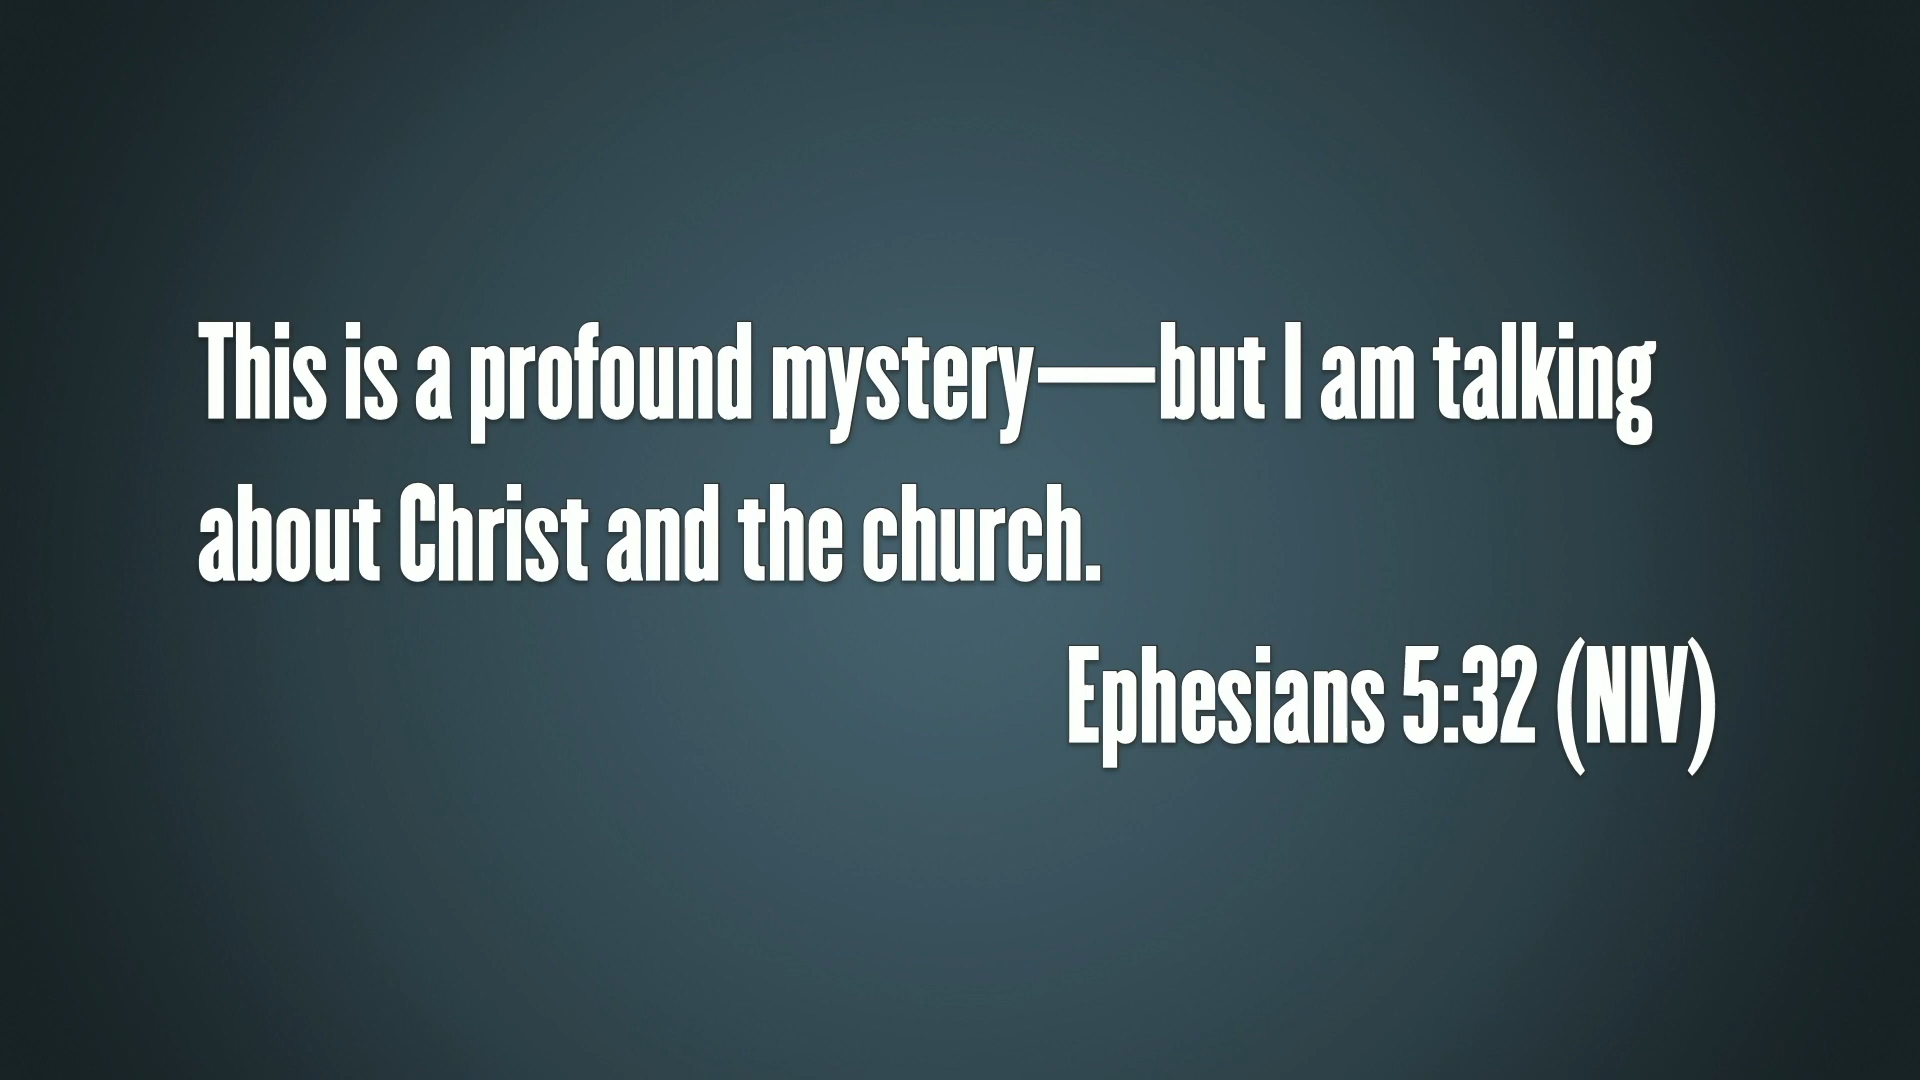 This is a profound mystery—but I am talking
about Christ and the church.
Ephesians 5:32 (NIV)